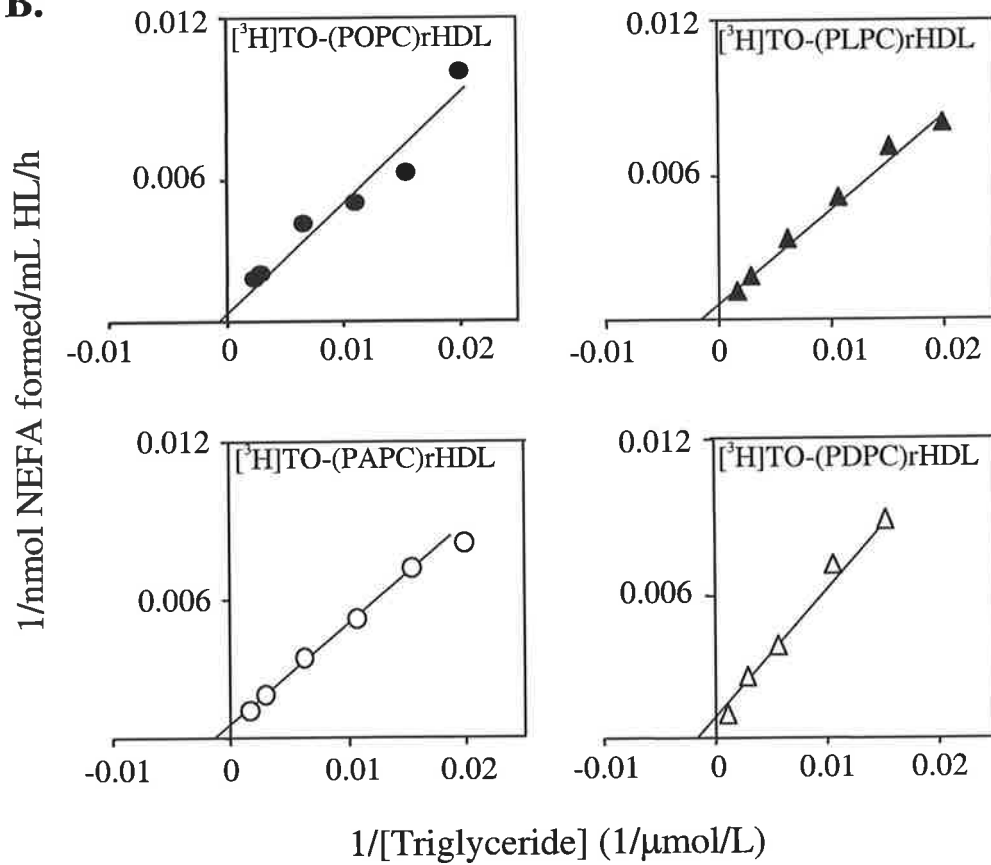 B.
1/nmol NEFA formed/mL HL/h
0.012
[³H]TO-(POPC)rHDL
0.006
-0.01 0 0.01 0.02
0.012
[³H]TO-(PLPC)rHDL
0.006
-0.01 0 0.01 0.02
0.012
[³H]TO-(PAPC)rHDL
0.006
-0.01 0 0.01 0.02
0.012
[³H]TO-(PDPC)rHDL
0.006
-0.01 0 0.01 0.02
1/[Triglyceride] (1/μmol/L)